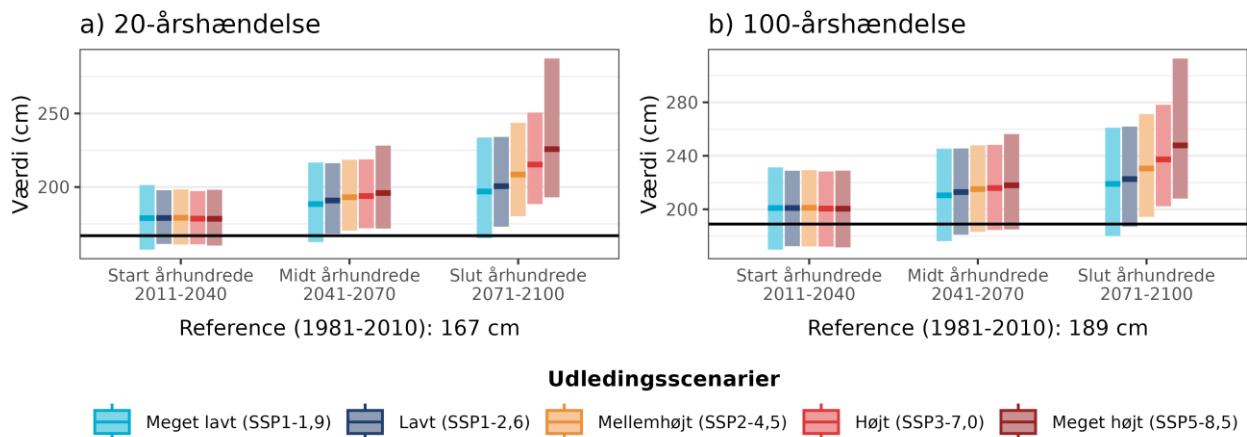 a) 20-årshændelse
Værdi (cm)
250
200
Start århundrede
2011-2040
Midt århundrede
2041-2070
Slut århundrede
2071-2100
Reference (1981-2010): 167 cm
b) 100-årshændelse
Værdi (cm)
280
240
200
Start århundrede
2011-2040
Midt århundrede
2041-2070
Slut århundrede
2071-2100
Reference (1981-2010): 189 cm
Udledingsscenarier
Meget lavt (SSP1-1,9)
Lavt (SSP1-2,6)
Mellemhøjt (SSP2-4,5)
Højt (SSP3-7,0)
Meget højt (SSP5-8,5)